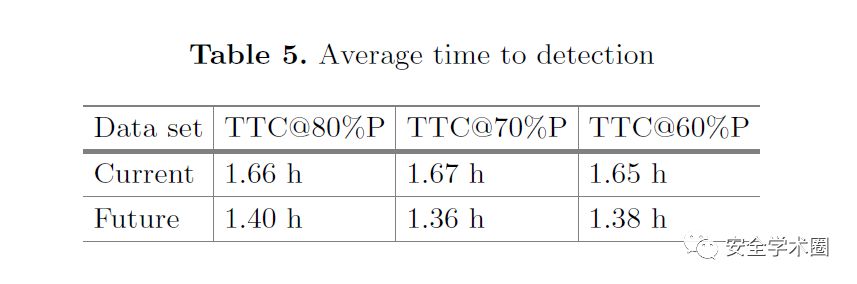 Table 5. Average time to detection
Data set TTC@80%P TTC@70%P TTC@60%P
Current 1.66 h 1.67 h 1.65 h
Future 1.40 h 1.36 h 1.38 h
安全学术圈